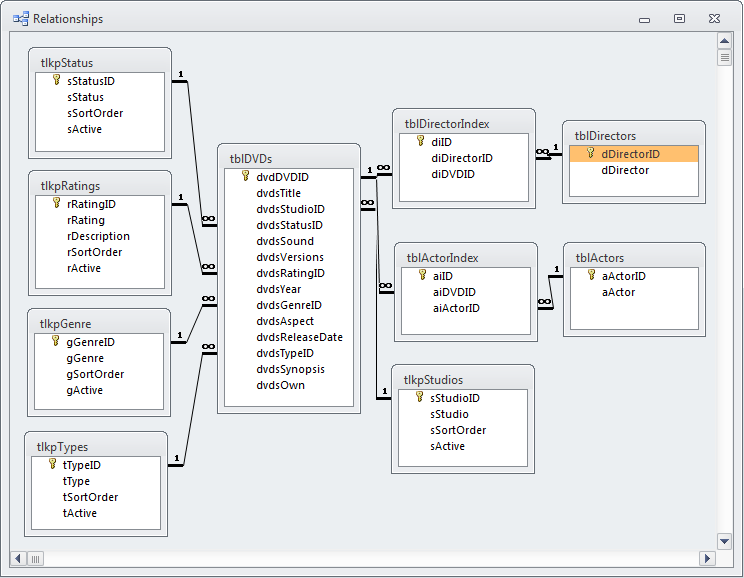 Relationships
tlkpStatus
sStatusID
sStatus
sSortOrder
sActive
1
∞
tlkpRatings
rRatingID
rRating
rDescription
rSortOrder
rActive
1
∞
tlkpGenre
gGenreID
gGenre
gSortOrder
gActive
1
∞
tlkpTypes
tTypeID
tType
tSortOrder
tActive
1
∞
tblDVDs
dvdDVDID
dvdsTitle
dvdsStudioID
dvdsStatusID
dvdsSound
dvdsVersions
dvdsRatingID
dvdsYear
dvdsGenreID
dvdsAspect
dvdsReleaseDate
dvdsTypeID
dvdsSynopsis
dvdsOwn
1
∞
∞
tblDirectorIndex
diID
diDirectorID
diDVDID
∞
1
tblDirectors
dDirectorID
dDirector
∞
tblActorIndex
aiID
aiDVDID
aiActorID
∞
1
tblActors
aActorID
aActor
1
tlkpStudios
sStudioID
sStudio
sSortOrder
sActive